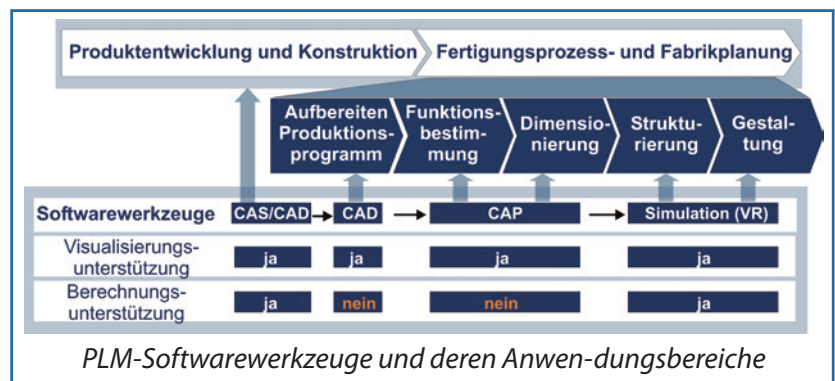 Produktentwicklung und Konstruktion Fertigungsprozess- und Fabrikplanung
Aufbereiten
Produktions-
programm
Funktions-
bestim-
mung
Dimensio-
nierung
Struktu-
rierung
Gestal-
tung
Softwarewerkzeuge CAS/CAD CAD CAP Simulation (VR)
Visualisierungs-
unterstützung
ja ja ja ja
Berechnungs-
unterstützung
ja nein nein ja
PLM-Softwarewerkzeuge und deren Anwen-dungsbereiche